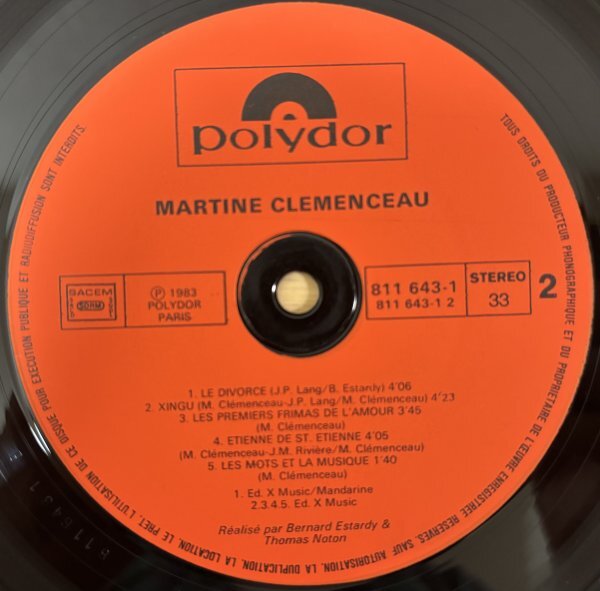 polydor
MARTINE CLEMENCEAU
SACEM
SDRM
℗ 1983
POLYDOR
PARIS
811 643-1
811 643-1 2
STEREO
33
2
1. LE DIVORCE (J.P. Lang/B. Estardy) 4'06
2. XINGU (M. Clémenceau-J.P. Lang/M. Clémenceau) 4'23
3. LES PREMIERS FRIMAS DE L'AMOUR 3'45
(M. Clémenceau)
4. ETIENNE DE ST. ETIENNE 4'05
(M. Clémenceau-J.M. Rivière/M. Clémenceau)
5. LES MOTS ET LA MUSIQUE 1'40
(M. Clémenceau)
1. Ed. X Music/Mandarine
2.3.4.5. Ed. X Music
Réalisé par Bernard Estardy &
Thomas Noton
TOUS DROITS DU PRODUCTEUR PHONOGRAPHIQUE ET DU PROPRIETAIRE DE L'ŒUVRE ENREGISTREE RESERVES. SAUF AUTORISATION, LA DUPLICATION, LA LOCATION, LE PRET, L'UTILISATION DE CE DISQUE POUR EXECUTION PUBLIQUE ET RADIODIFFUSION SONT INTERDITS.